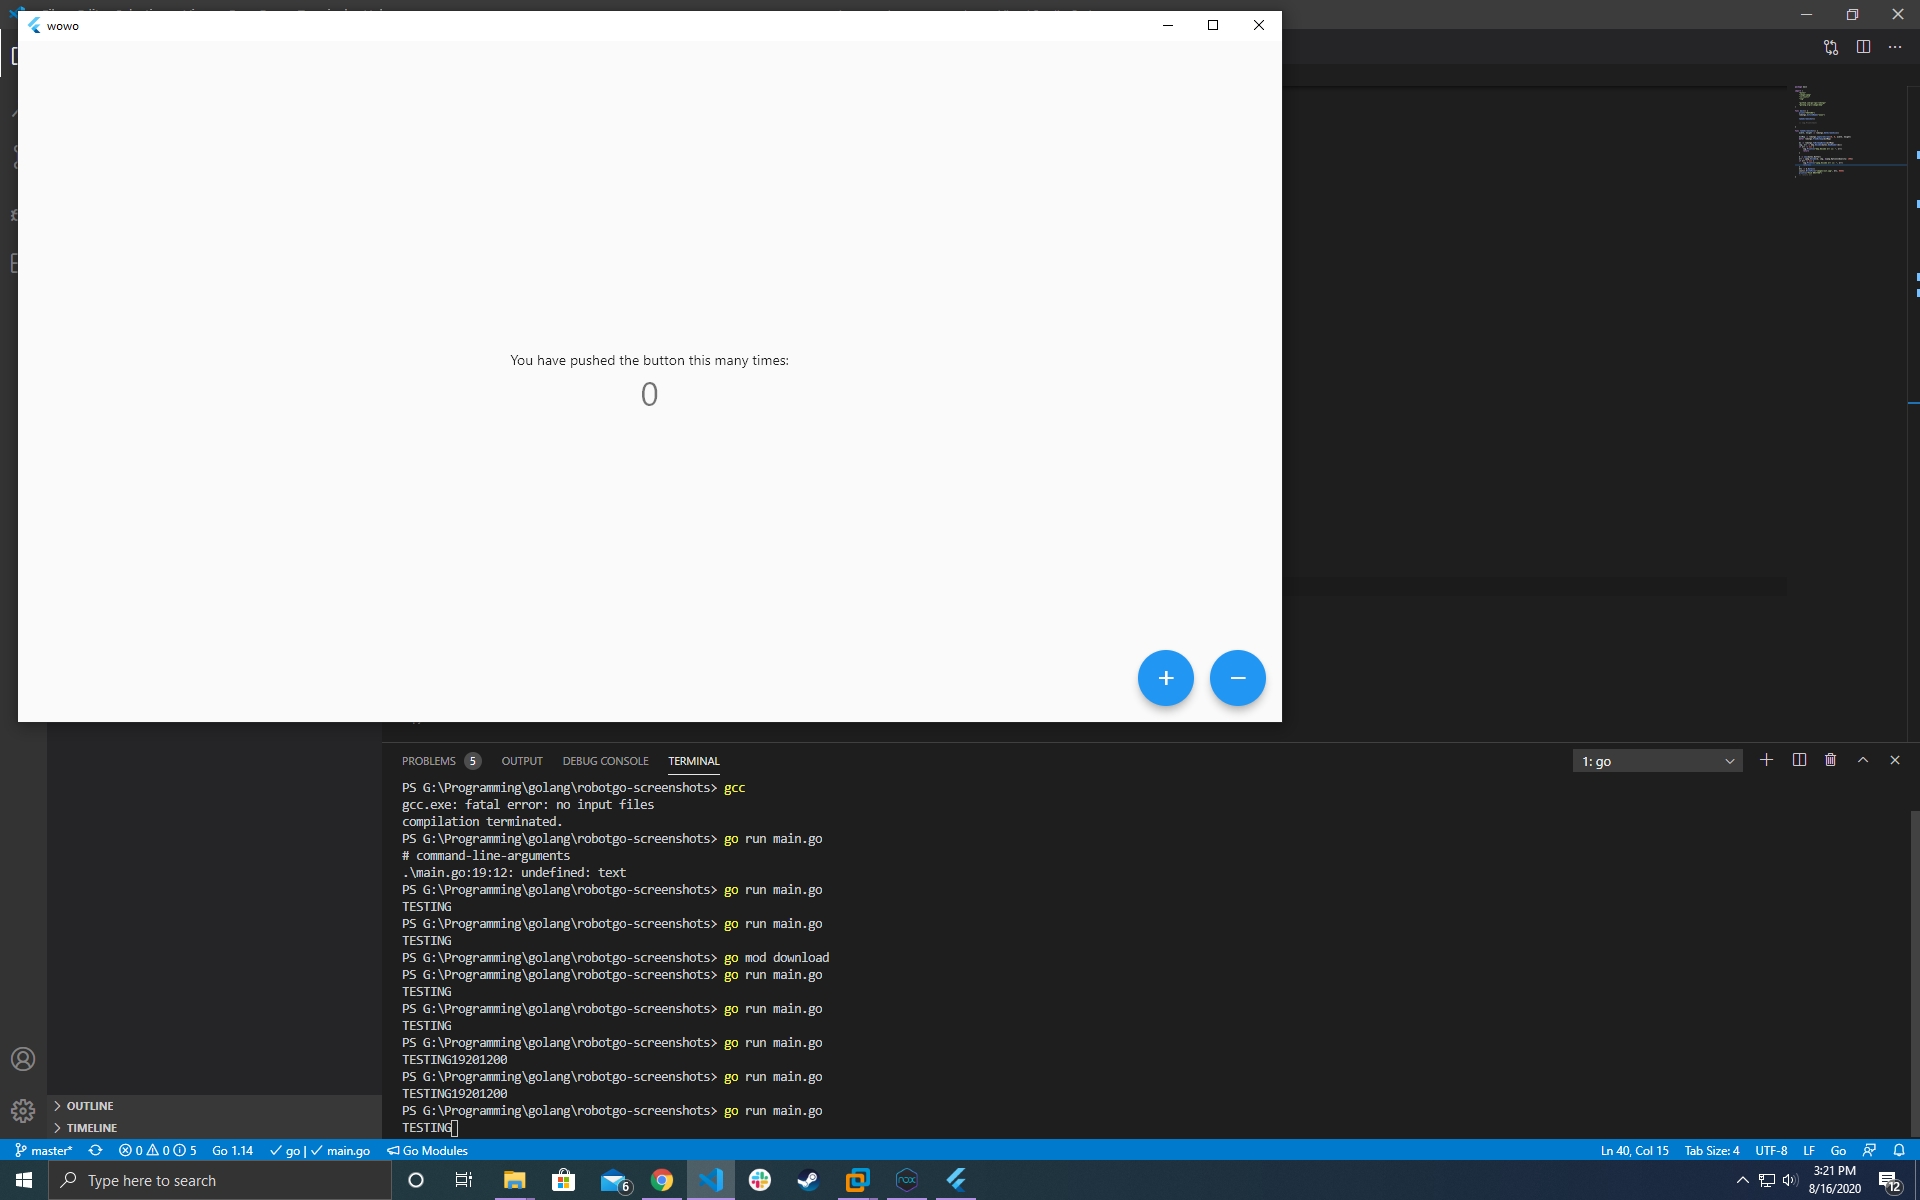 wowo
You have pushed the button this many times:
0
+
−
PROBLEMS 5 OUTPUT DEBUG CONSOLE TERMINAL
1: go
PS G:\Programming\golang\robotgo-screenshots> gcc
gcc.exe: fatal error: no input files
compilation terminated.
PS G:\Programming\golang\robotgo-screenshots> go run main.go
# command-line-arguments
.\main.go:19:12: undefined: text
PS G:\Programming\golang\robotgo-screenshots> go run main.go
TESTING
PS G:\Programming\golang\robotgo-screenshots> go run main.go
TESTING
PS G:\Programming\golang\robotgo-screenshots> go mod download
PS G:\Programming\golang\robotgo-screenshots> go run main.go
TESTING
PS G:\Programming\golang\robotgo-screenshots> go run main.go
TESTING
PS G:\Programming\golang\robotgo-screenshots> go run main.go
TESTING19201200
PS G:\Programming\golang\robotgo-screenshots> go run main.go
TESTING19201200
PS G:\Programming\golang\robotgo-screenshots> go run main.go
TESTING
OUTLINE
TIMELINE
master* 0 0 5 Go 1.14 go | main.go Go Modules Ln 40, Col 15 Tab Size: 4 UTF-8 LF Go
Type here to search
6
3:21 PM
8/16/2020
12